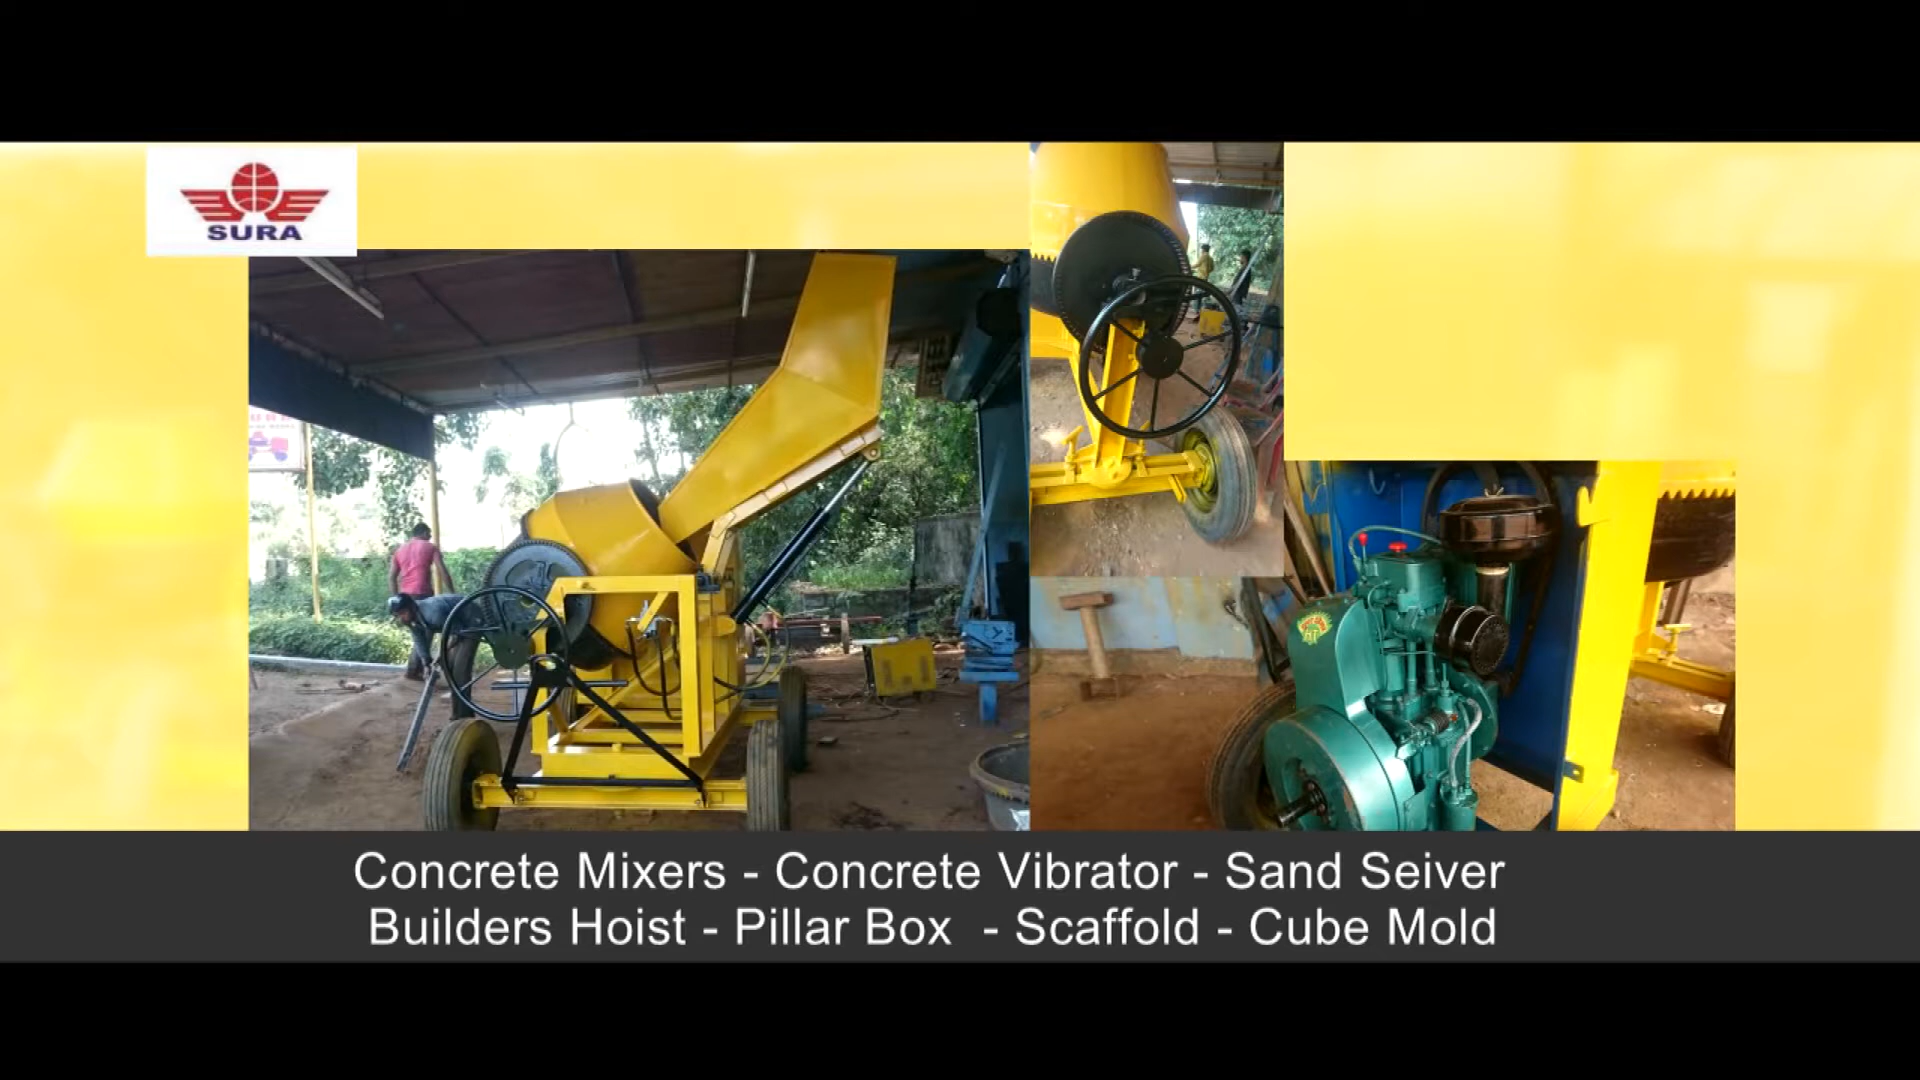 SURA
Concrete Mixers - Concrete Vibrator - Sand Seiver
Builders Hoist - Pillar Box - Scaffold - Cube Mold